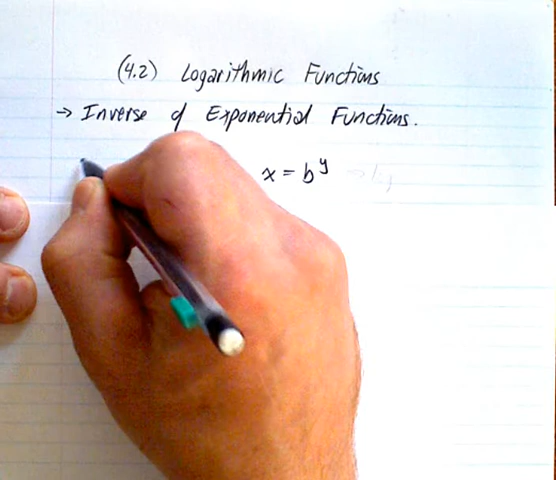 (4.2) Logarithmic Functions
→ Inverse of Exponential Functions.
x = b^y